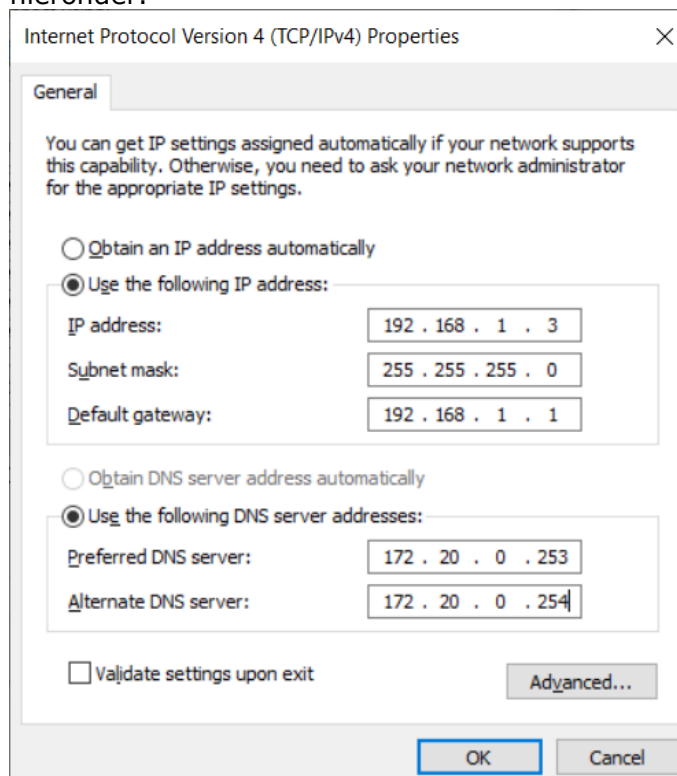 hieronder:
Internet Protocol Version 4 (TCP/IPv4) Properties
General
You can get IP settings assigned automatically if your network supports
this capability. Otherwise, you need to ask your network administrator
for the appropriate IP settings.
Obtain an IP address automatically
Use the following IP address:
IP address: 192 . 168 . 1 . 3
Subnet mask: 255 . 255 . 255 . 0
Default gateway: 192 . 168 . 1 . 1
Obtain DNS server address automatically
Use the following DNS server addresses:
Preferred DNS server: 172 . 20 . 0 . 253
Alternate DNS server: 172 . 20 . 0 . 254
Validate settings upon exit
Advanced...
OK Cancel